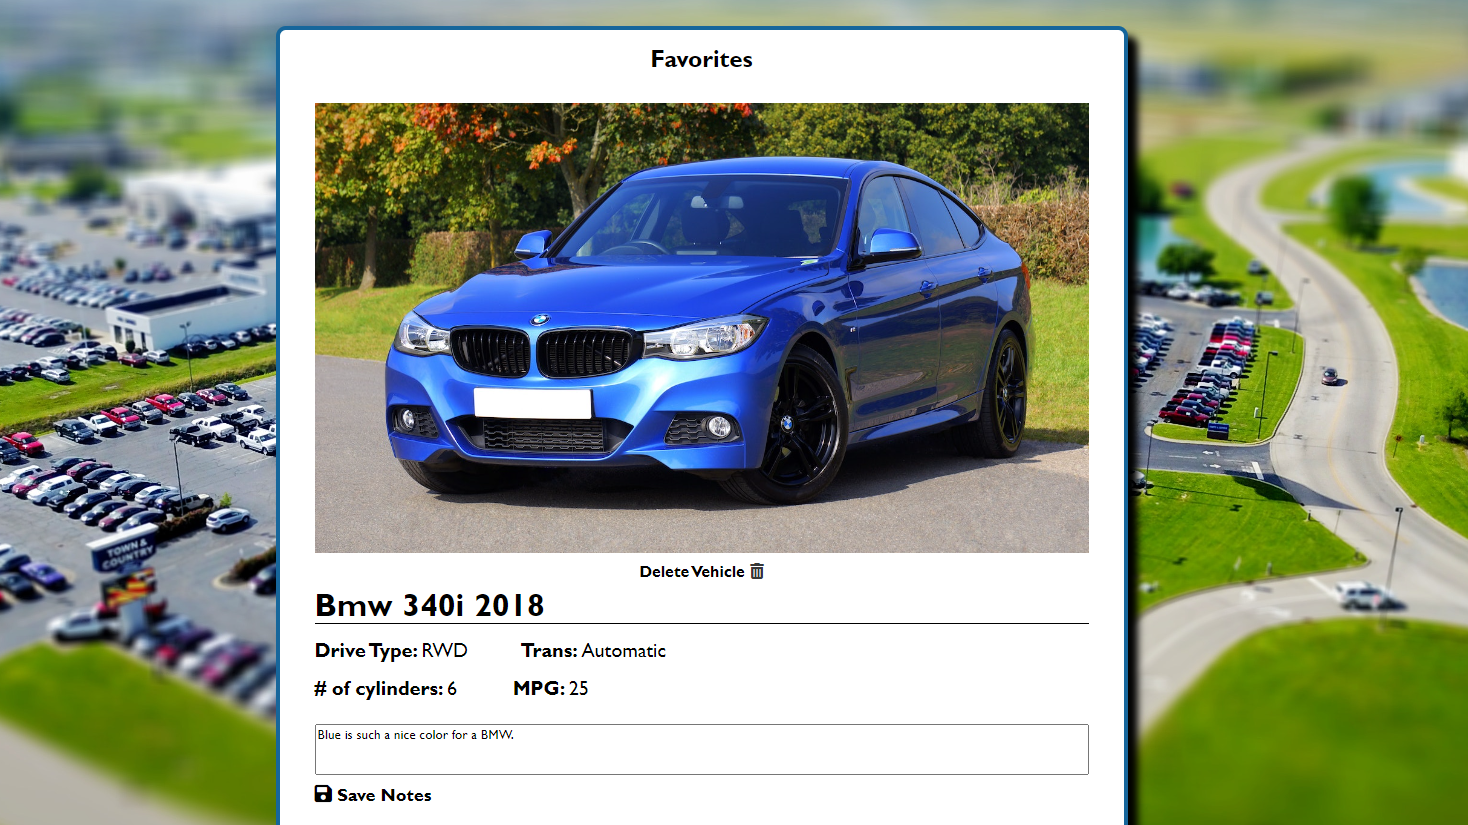 Favorites
Delete Vehicle
Bmw 340i 2018
Drive Type: RWD Trans: Automatic
# of cylinders: 6 MPG: 25
Blue is such a nice color for a BMW.
Save Notes
TOWN &
COUNTRY